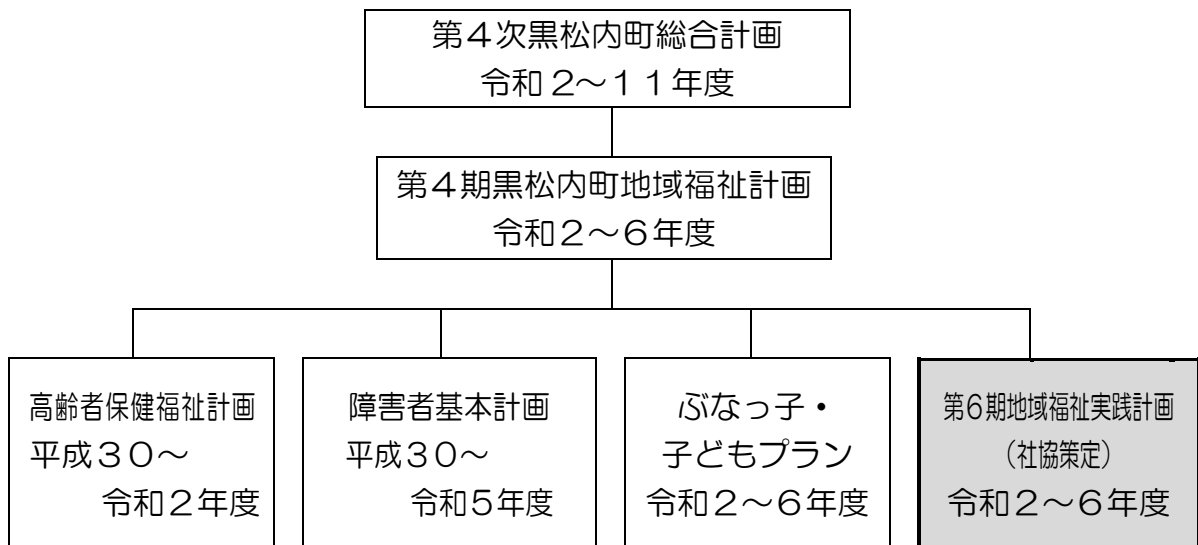 第４次黒松内町総合計画
令和２～１１年度
第４期黒松内町地域福祉計画
令和２～６年度
高齢者保健福祉計画
平成３０～
令和２年度
障害者基本計画
平成３０～
令和５年度
ぶなっ子・
子どもプラン
令和２～６年度
第６期地域福祉実践計画
（社協策定）
令和２～６年度